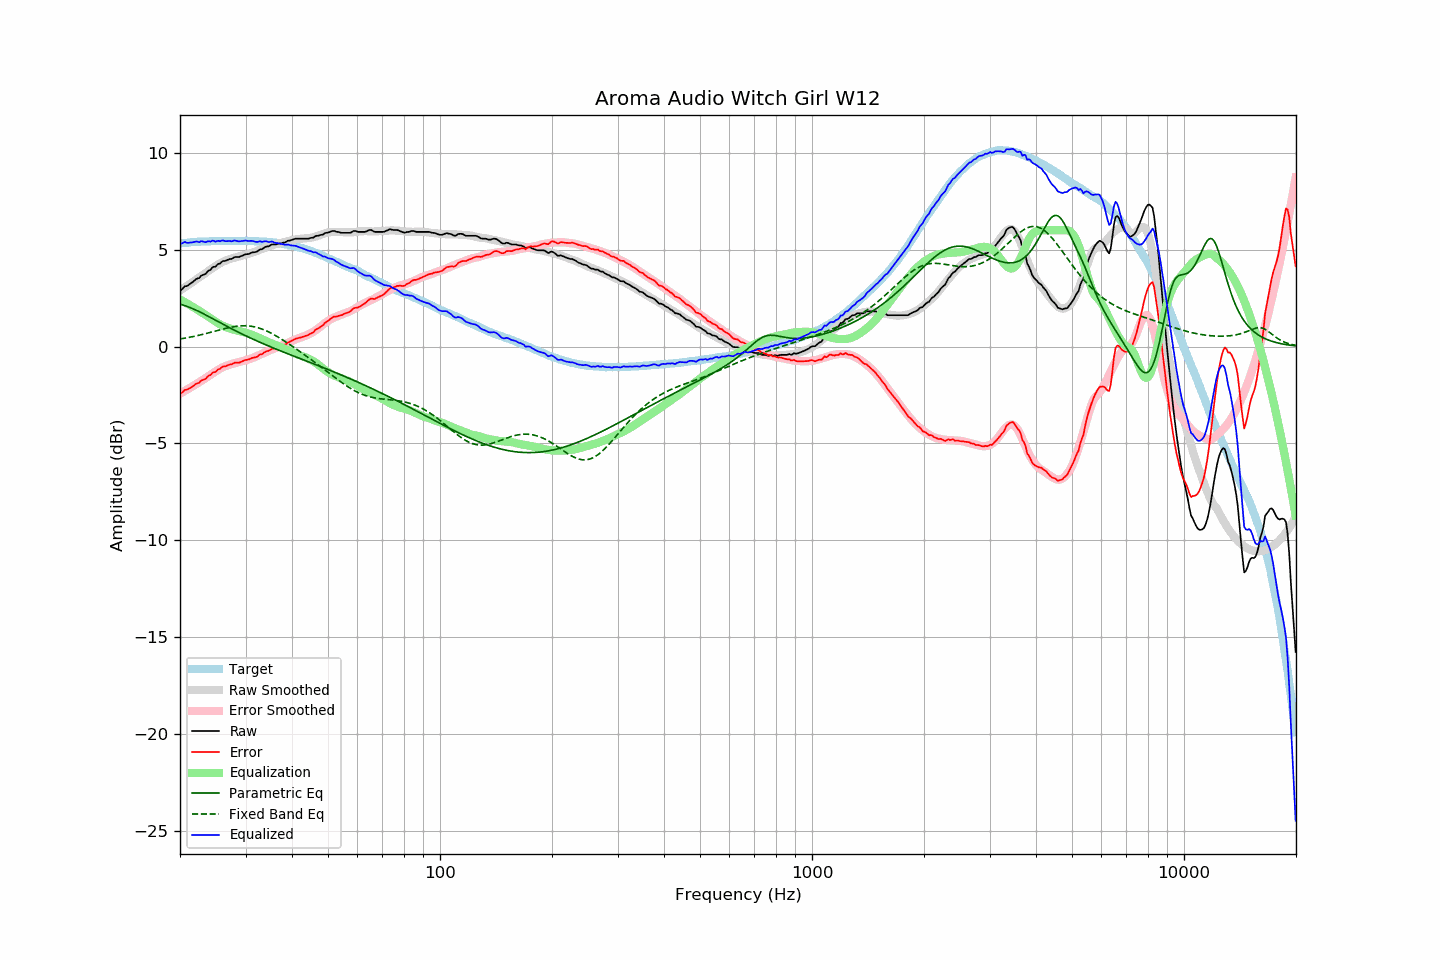 Aroma Audio Witch Girl W12
10
5
0
−5
−10
−15
−20
−25
Amplitude (dBr)
Target
Raw Smoothed
Error Smoothed
Raw
Error
Equalization
Parametric Eq
Fixed Band Eq
Equalized
100
1000
10000
Frequency (Hz)